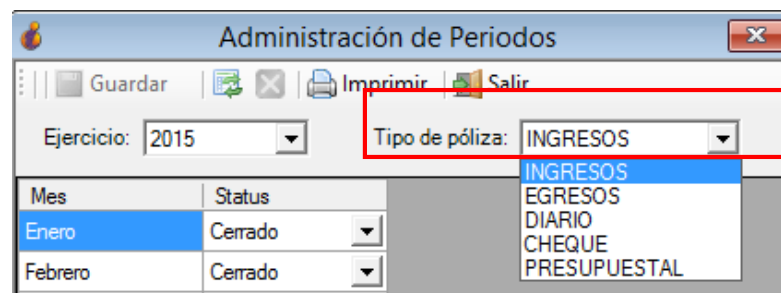 Administración de Periodos
Guardar Imprimir Salir
Ejercicio: 2015 Tipo de póliza: INGRESOS
INGRESOS
Mes Status EGRESOS
DIARIO
Enero Cerrado
CHEQUE
Febrero Cerrado PRESUPUESTAL